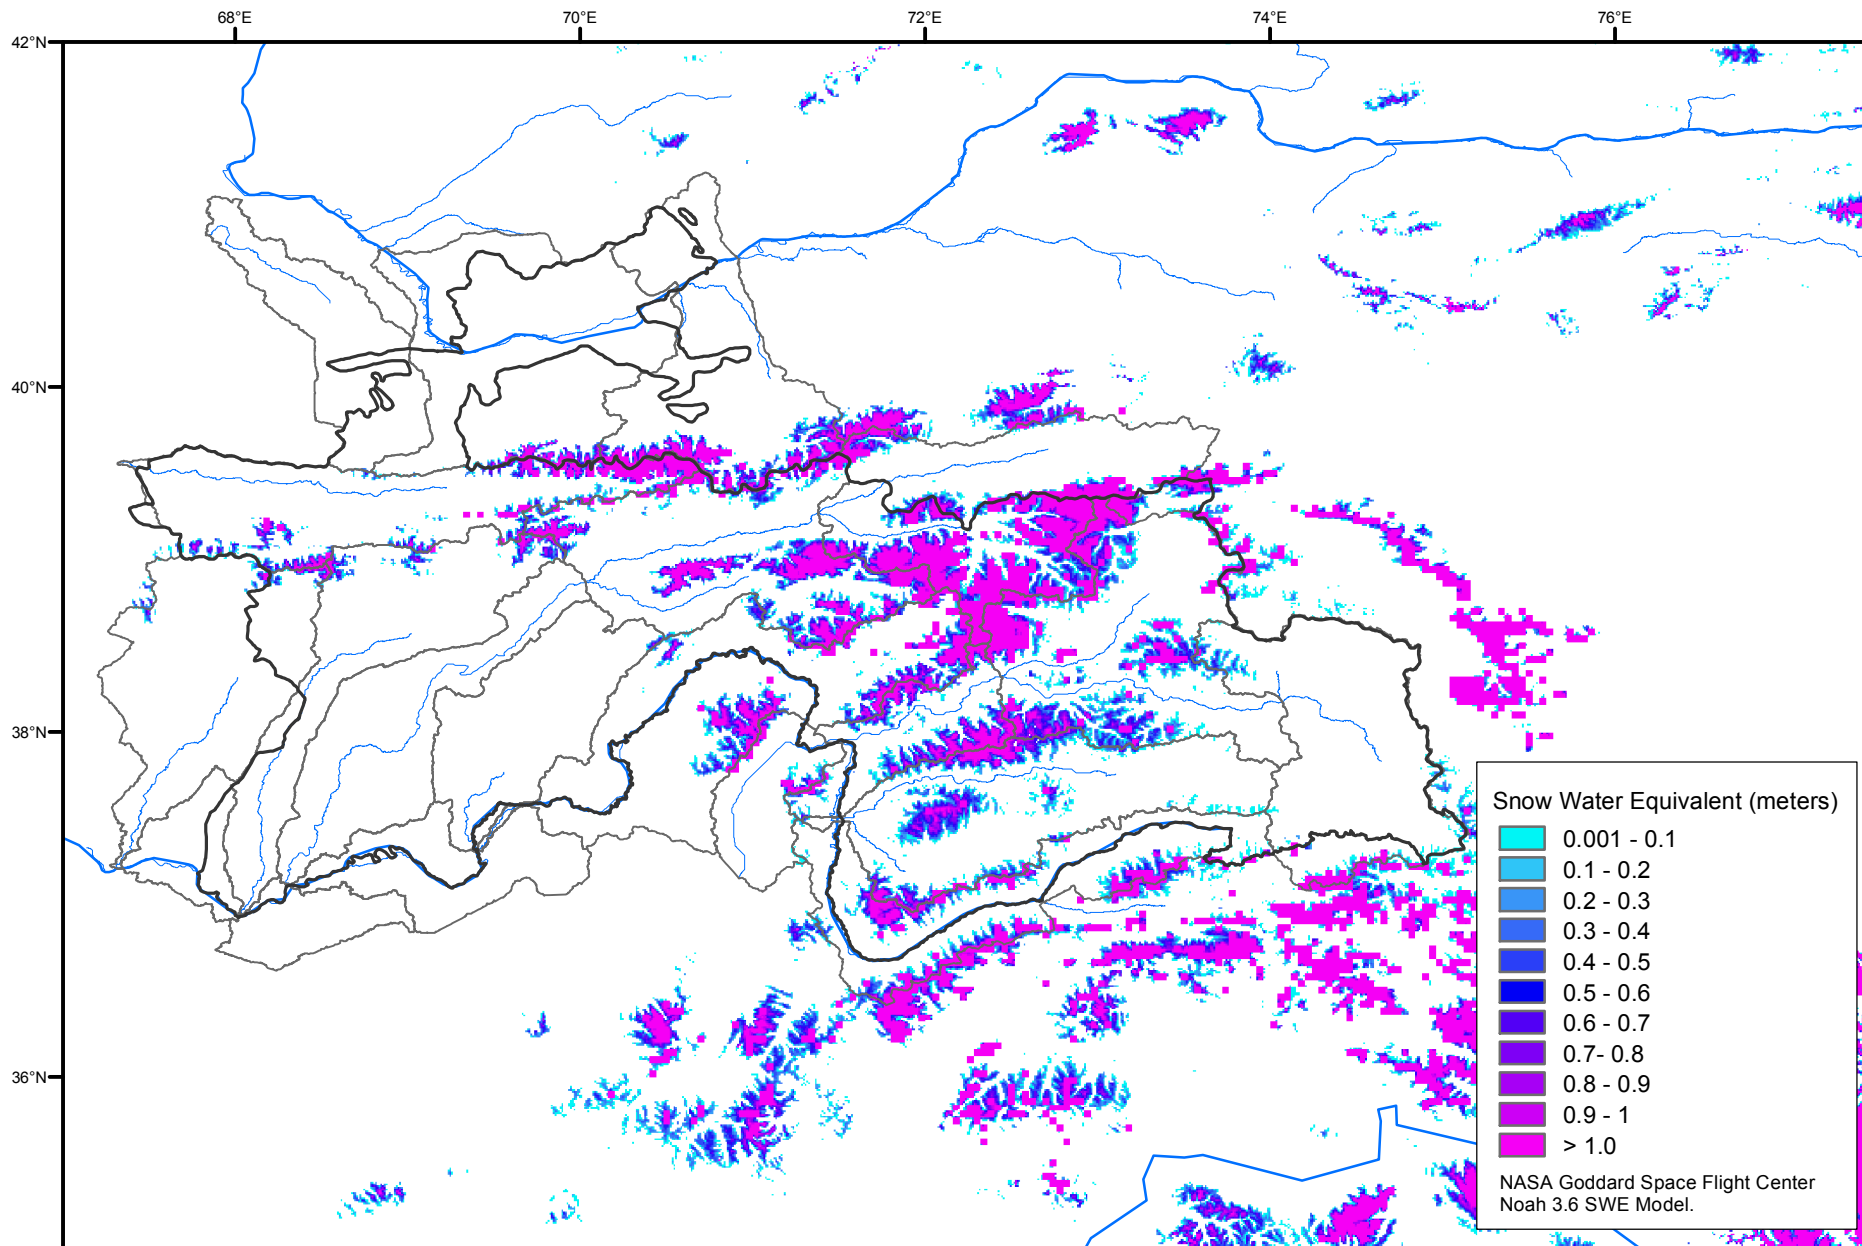 68°E
70°E
72°E
74°E
76°E
42°N
40°N
38°N
36°N
Snow Water Equivalent (meters)
0.001 - 0.1
0.1 - 0.2
0.2 - 0.3
0.3 - 0.4
0.4 - 0.5
0.5 - 0.6
0.6 - 0.7
0.7- 0.8
0.8 - 0.9
0.9 - 1
> 1.0
NASA Goddard Space Flight Center
Noah 3.6 SWE Model.